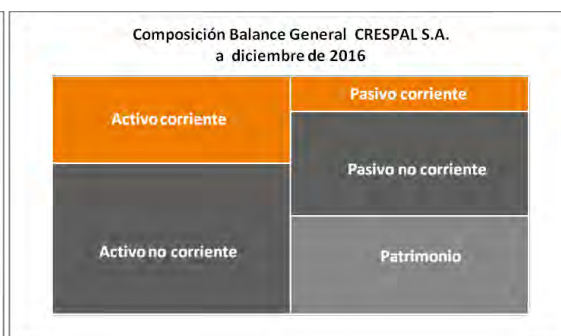 Composición Balance General CRESPAL S.A.
a diciembre de 2016
Activo corriente
Pasivo corriente
Pasivo no corriente
Activo no corriente
Patrimonio